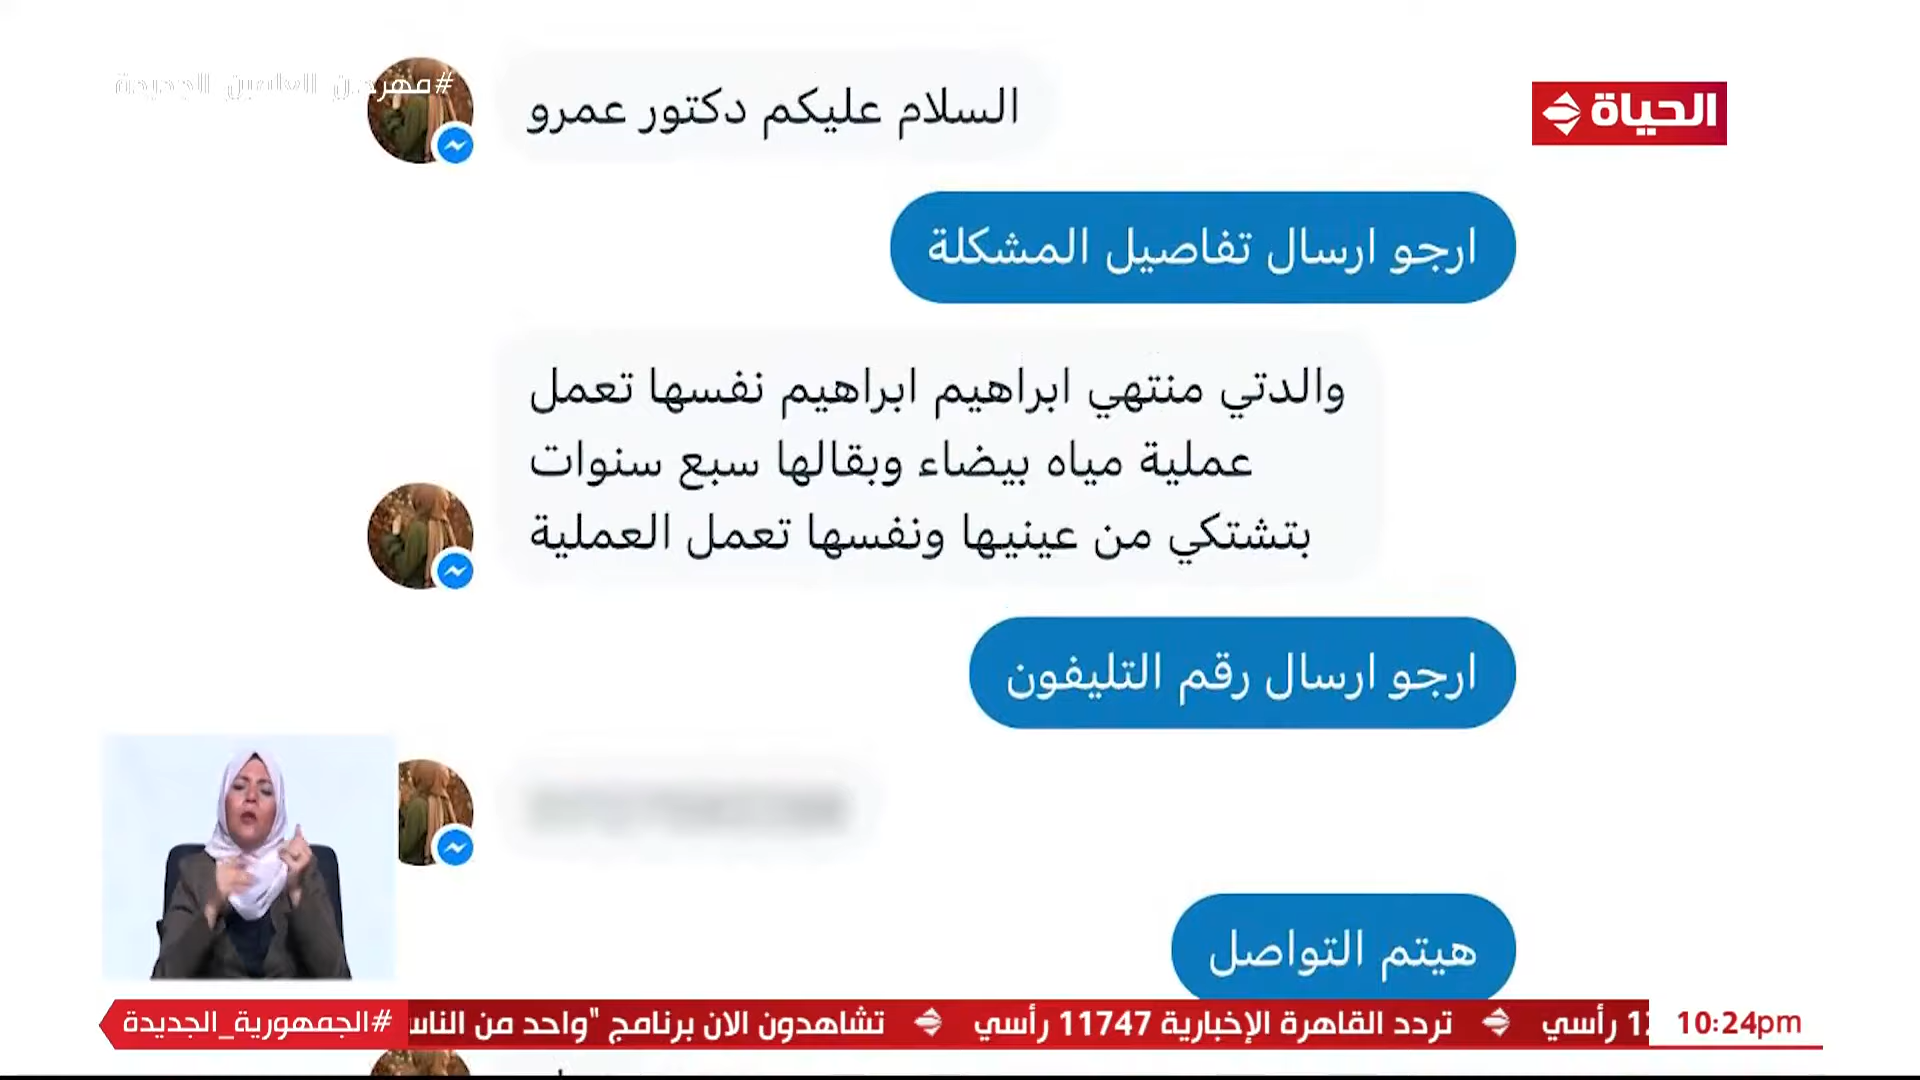 #مهرجان_العلمين_الجديدة
الحياة
السلام عليكم دكتور عمرو
ارجو ارسال تفاصيل المشكلة
والدتي منتهي ابراهيم ابراهيم نفسها تعمل
عملية مياه بيضاء وبقالها سبع سنوات
بتشتكي من عينيها ونفسها تعمل العملية
ارجو ارسال رقم التليفون
هيتم التواصل
رأسي
تردد القاهرة الإخبارية 11747 رأسي
تشاهدون الان برنامج "واحد من الناس
#الجمهورية_الجديدة
10:24pm